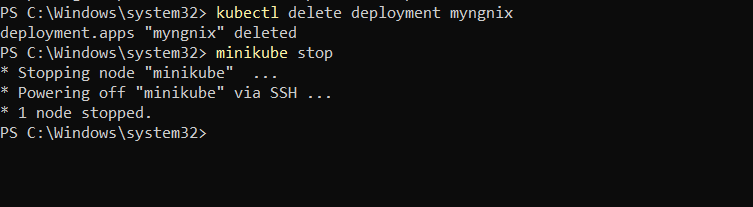 PS C:\Windows\system32> kubectl delete deployment myngnix
deployment.apps "myngnix" deleted
PS C:\Windows\system32> minikube stop
* Stopping node "minikube"  ...
* Powering off "minikube" via SSH ...
* 1 node stopped.
PS C:\Windows\system32>